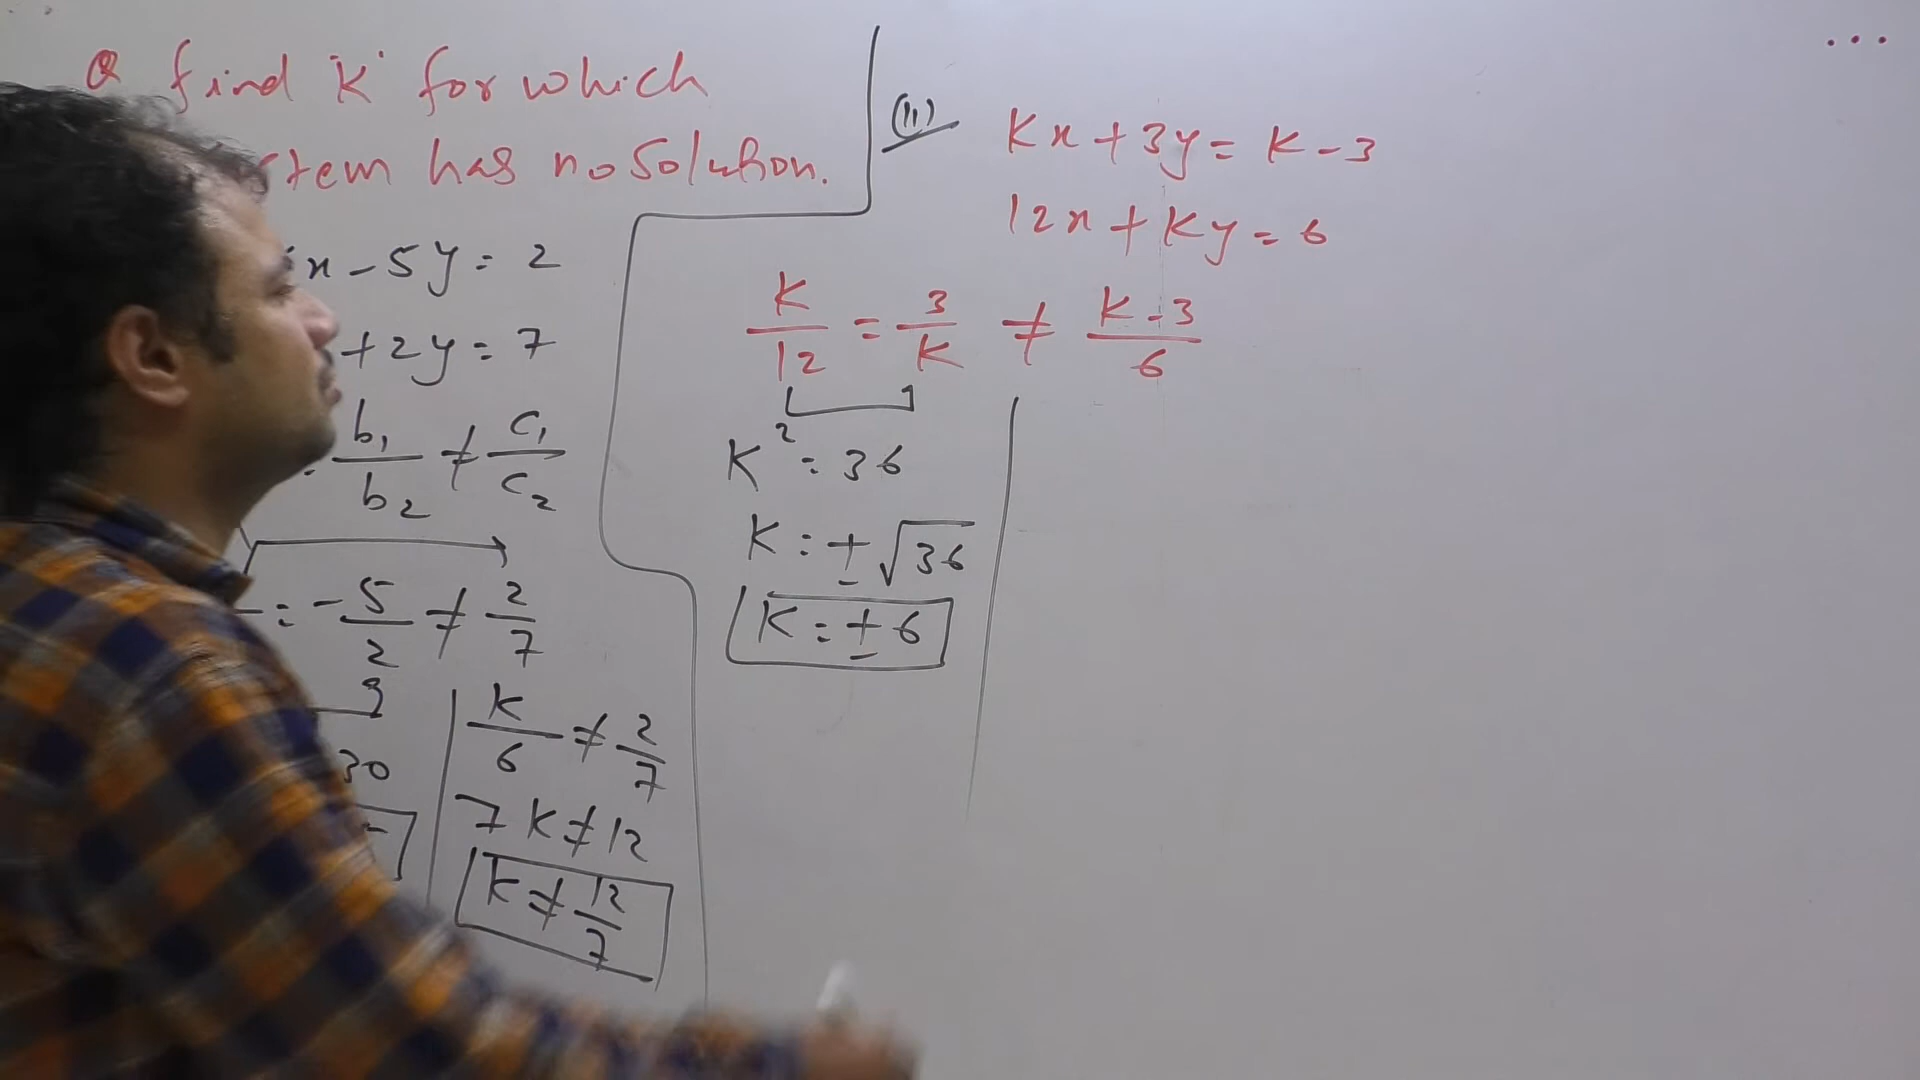 Q find 'K' for which
stem has no Solution.
x - 5y = 2
+ 2y = 7
= b₁/b₂ ≠ c₁/c₂
= -5/2 ≠ 2/7
30
K/6 ≠ 2/7
7K ≠ 12
K ≠ 12/7
(ii) Kx + 3y = K - 3
12x + Ky = 6
K/12 = 3/K ≠ K-3/6
K² = 36
K = ± √36
K = ± 6